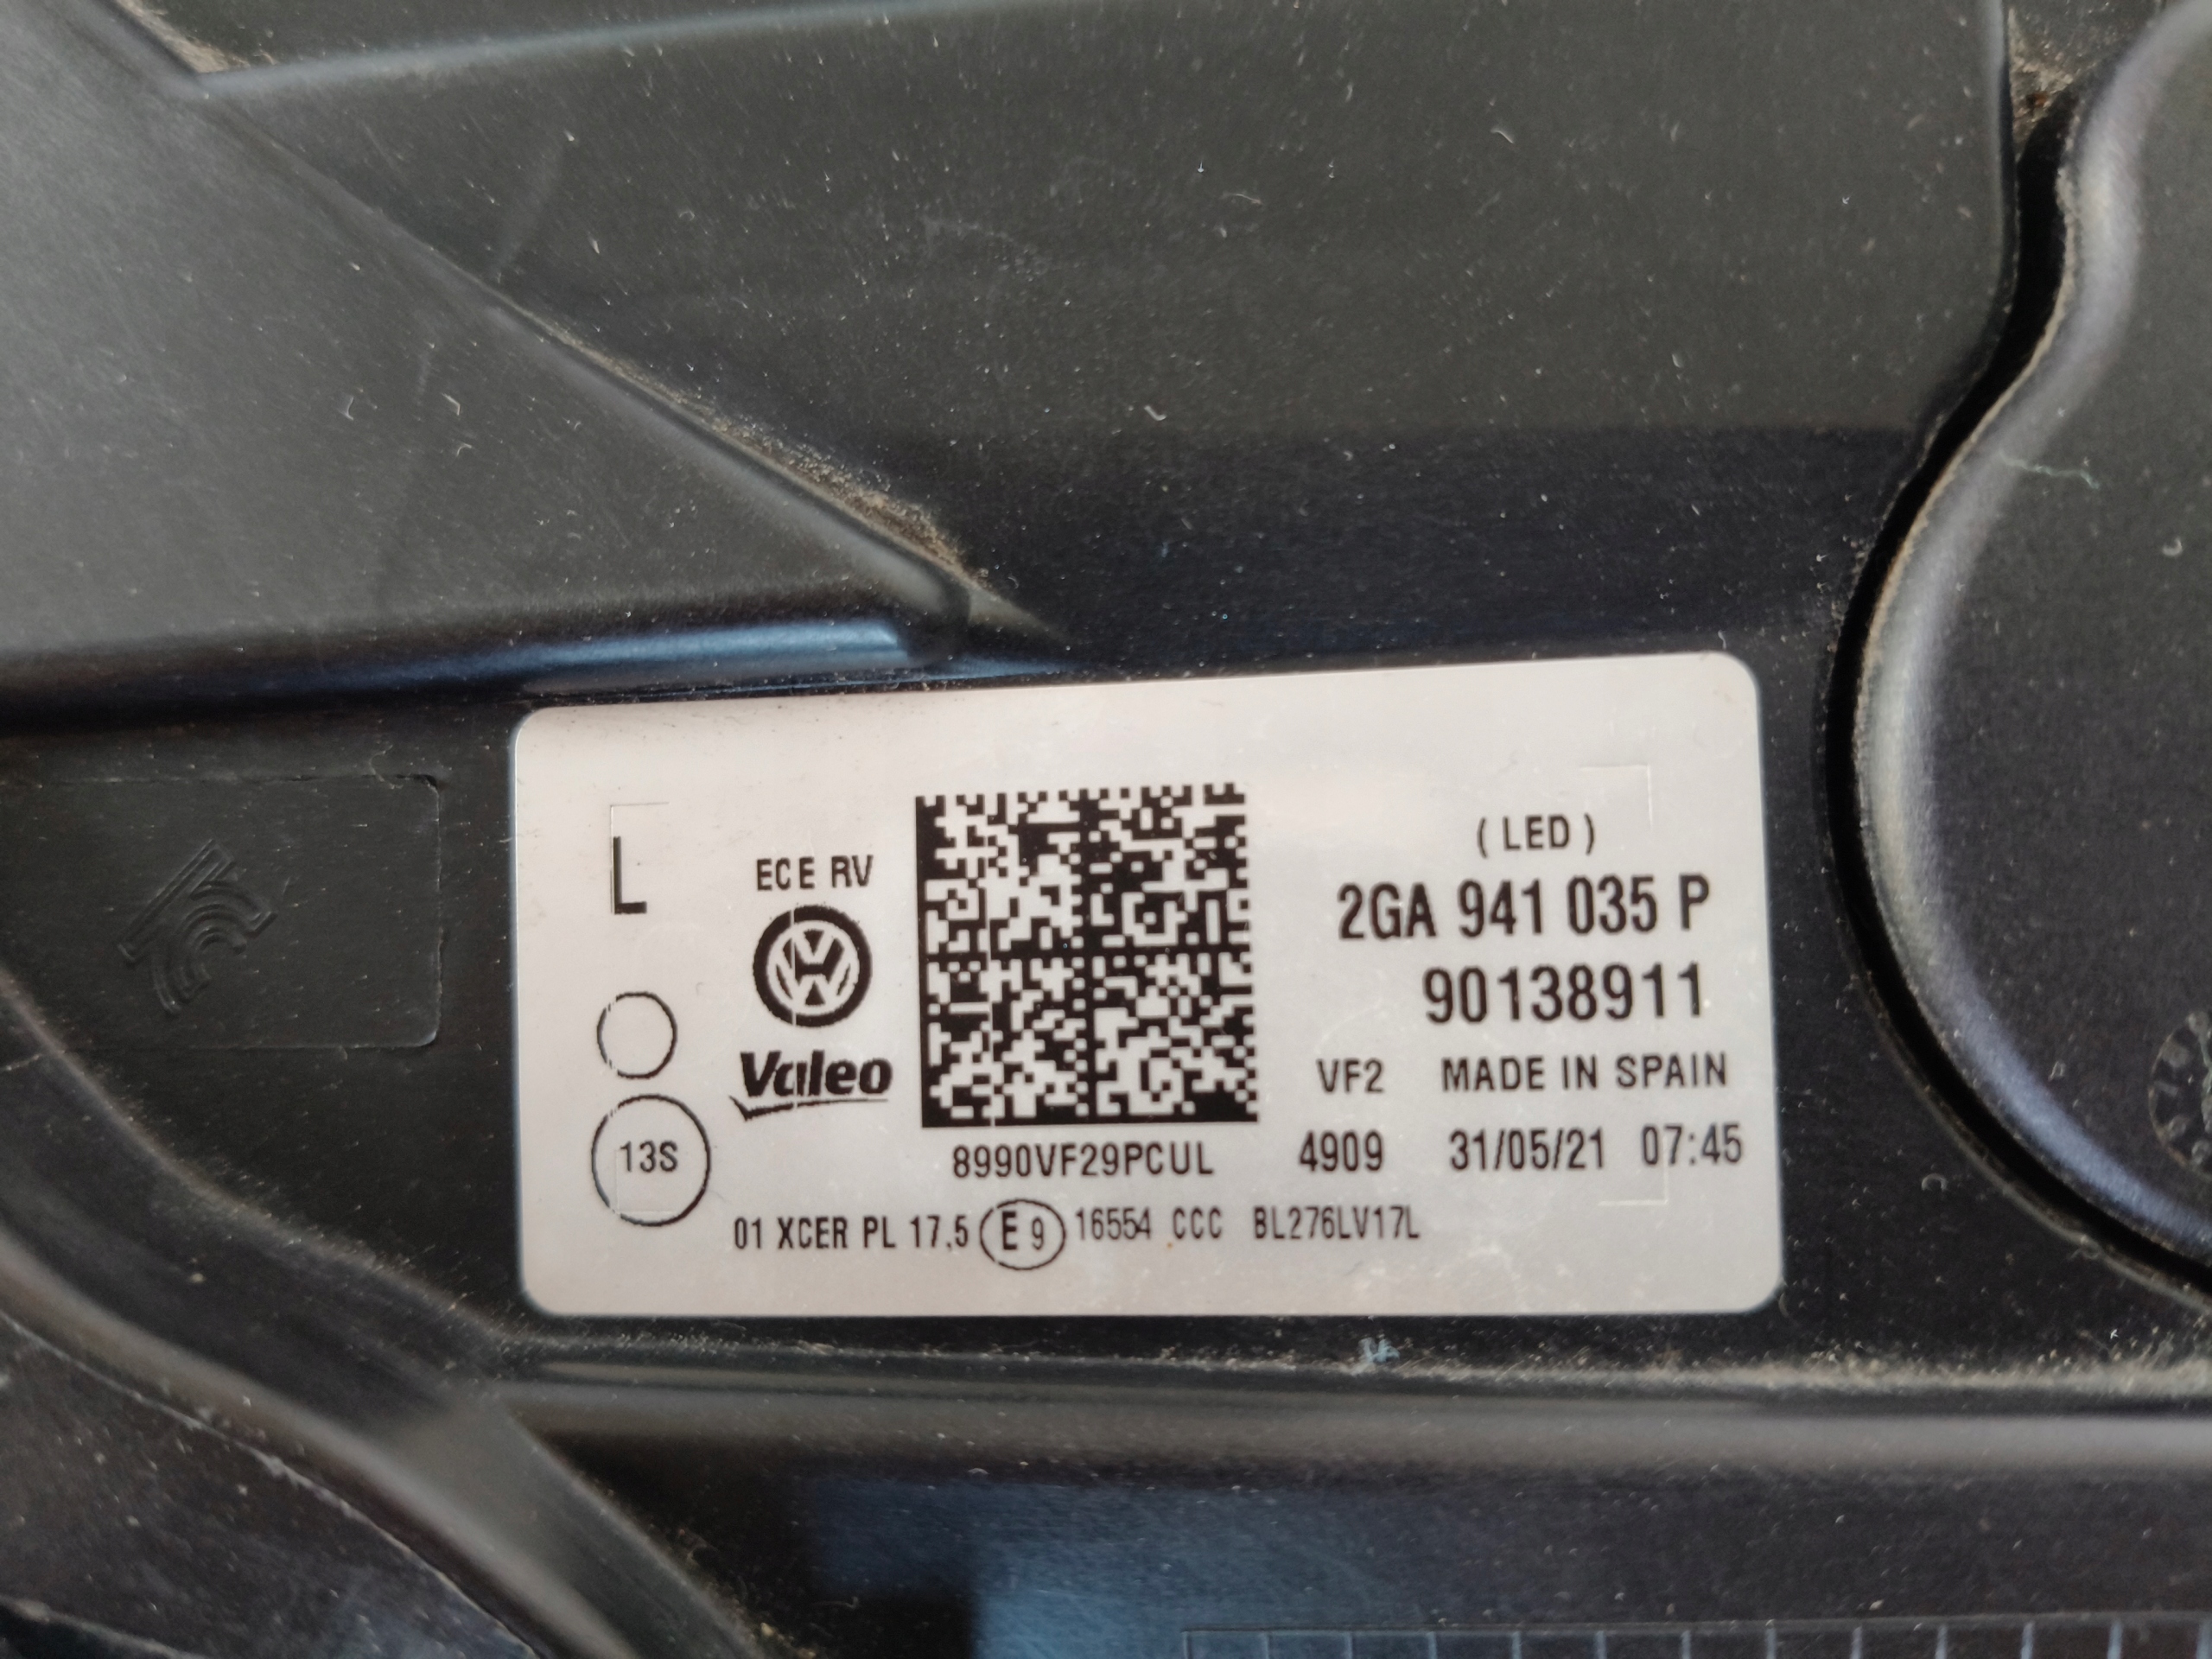 L
ECE RV
Valeo
13S
8990VF29PCUL
(LED)
2GA 941 035 P
90138911
VF2 MADE IN SPAIN
4909 31/05/21 07:45
01 XCER PL 17.5 E9 16554 CCC BL276LV17L